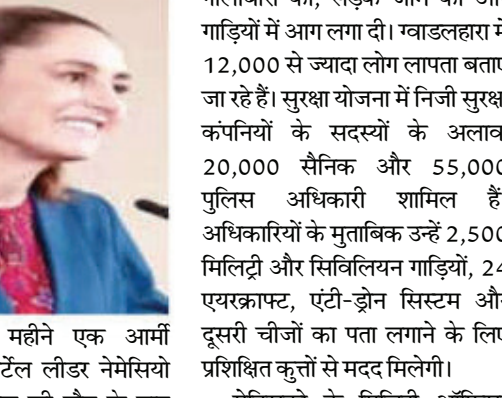 महीने एक आर्मी
र्टेल लीडर नेमेसियो
गाड़ियों में आग लगा दी। ग्वाडलहारा में
12,000 से ज्यादा लोग लापता बताए
जा रहे हैं। सुरक्षा योजना में निजी सुरक्षा
कंपनियों के सदस्यों के अलावा
20,000 सैनिक और 55,000
पुलिस अधिकारी शामिल हैं
अधिकारियों के मुताबिक उन्हें 2,500
मिलिट्री और सिविलियन गाड़ियों, 24
एयरक्राफ्ट, एंटी-ड्रोन सिस्टम और
दूसरी चीजों का पता लगाने के लिए
प्रशिक्षित कुत्तों से मदद मिलेगी।